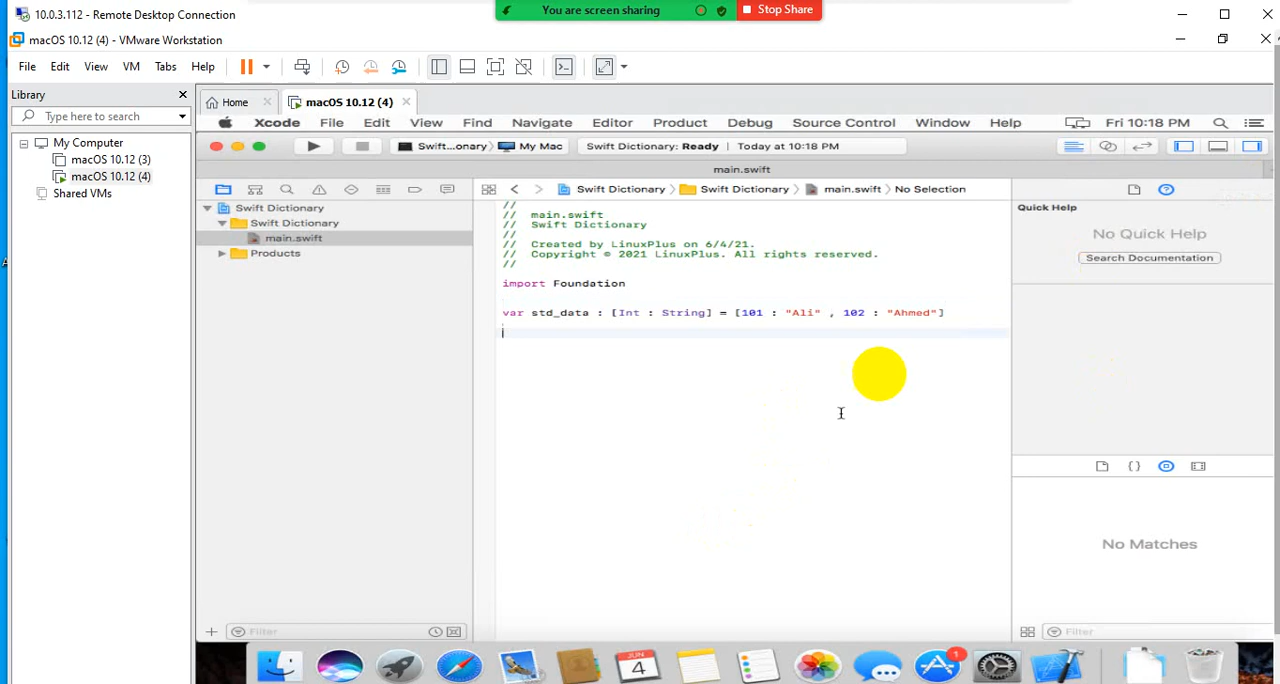 10.0.3.112 - Remote Desktop Connection
You are screen sharing
Stop Share
macOS 10.12 (4) - VMware Workstation
File Edit View VM Tabs Help
Library
Type here to search
My Computer
macOS 10.12 (3)
macOS 10.12 (4)
Shared VMs
Home
macOS 10.12 (4)
Xcode File Edit View Find Navigate Editor Product Debug Source Control Window Help Fri 10:18 PM
Swift...onary
My Mac
Swift Dictionary: Ready | Today at 10:18 PM
main.swift
Swift Dictionary
Swift Dictionary
main.swift
Products
Swift Dictionary
Swift Dictionary
main.swift
No Selection
//
// main.swift
// Swift Dictionary
//
// Created by LinuxPlus on 6/4/21.
// Copyright © 2021 LinuxPlus. All rights reserved.
//
import Foundation
var std_data : [Int : String] = [101 : "Ali" , 102 : "Ahmed"]
Quick Help
No Quick Help
Search Documentation
No Matches
Filter
Filter
JUN
4
1